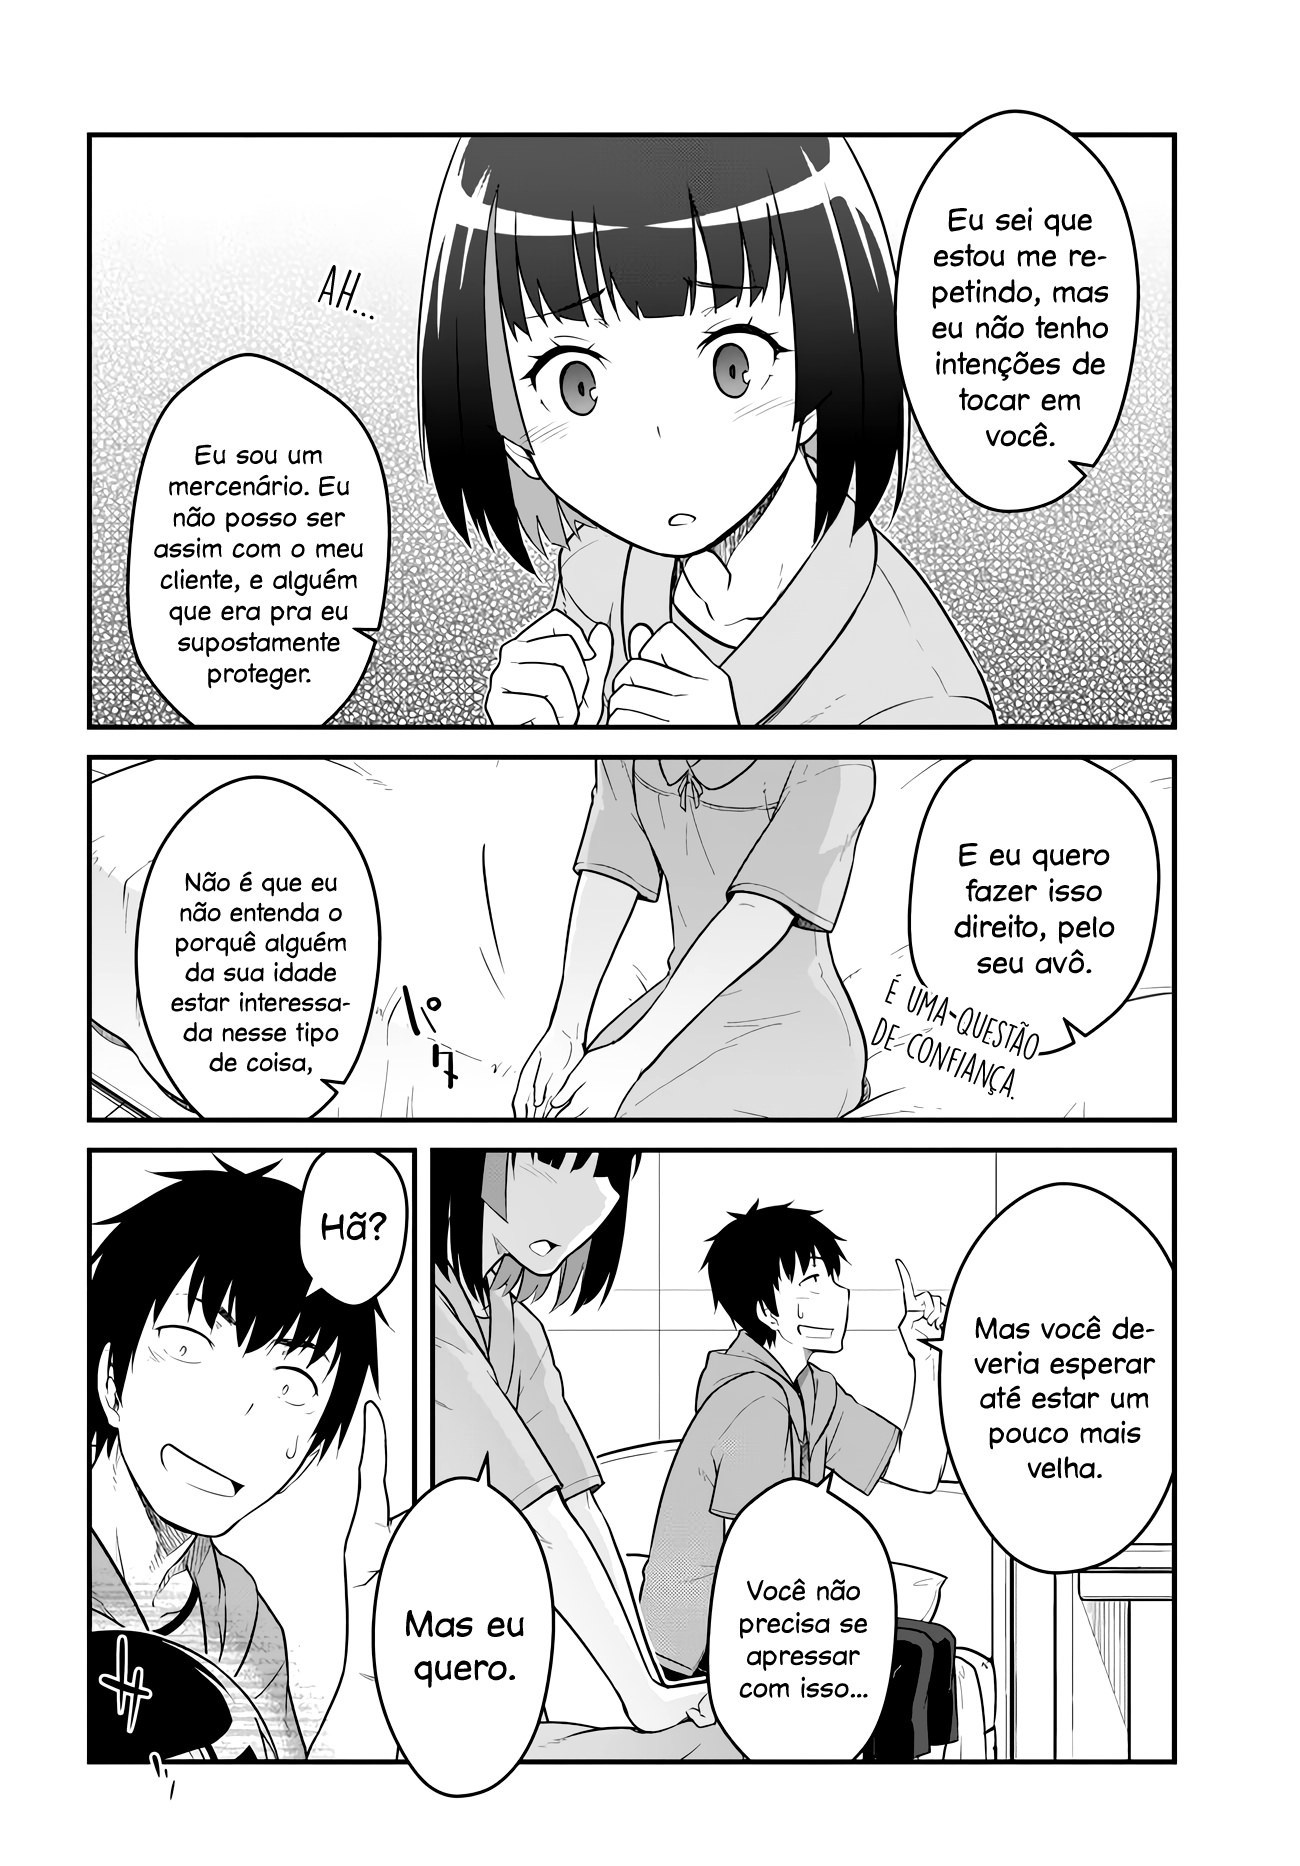 Eu sei que
estou me re-
petindo, mas
eu não tenho
intenções de
tocar em
você.
AH...
Eu sou um
mercenário. Eu
não posso ser
assim com o meu
cliente, e alguém
que era pra eu
supostamente
proteger.
E eu quero
fazer isso
direito, pelo
seu avô.
É UMA QUESTÃO
DE CONFIANÇA.
パ
タ
Não é que eu
não entenda o
porquê alguém
da sua idade
estar interessa-
da nesse tipo
de coisa,
Mas você de-
veria esperar
até estar um
pouco mais
velha.
Você não
precisa se
apressar
com isso...
Mas eu
quero.
Hã?